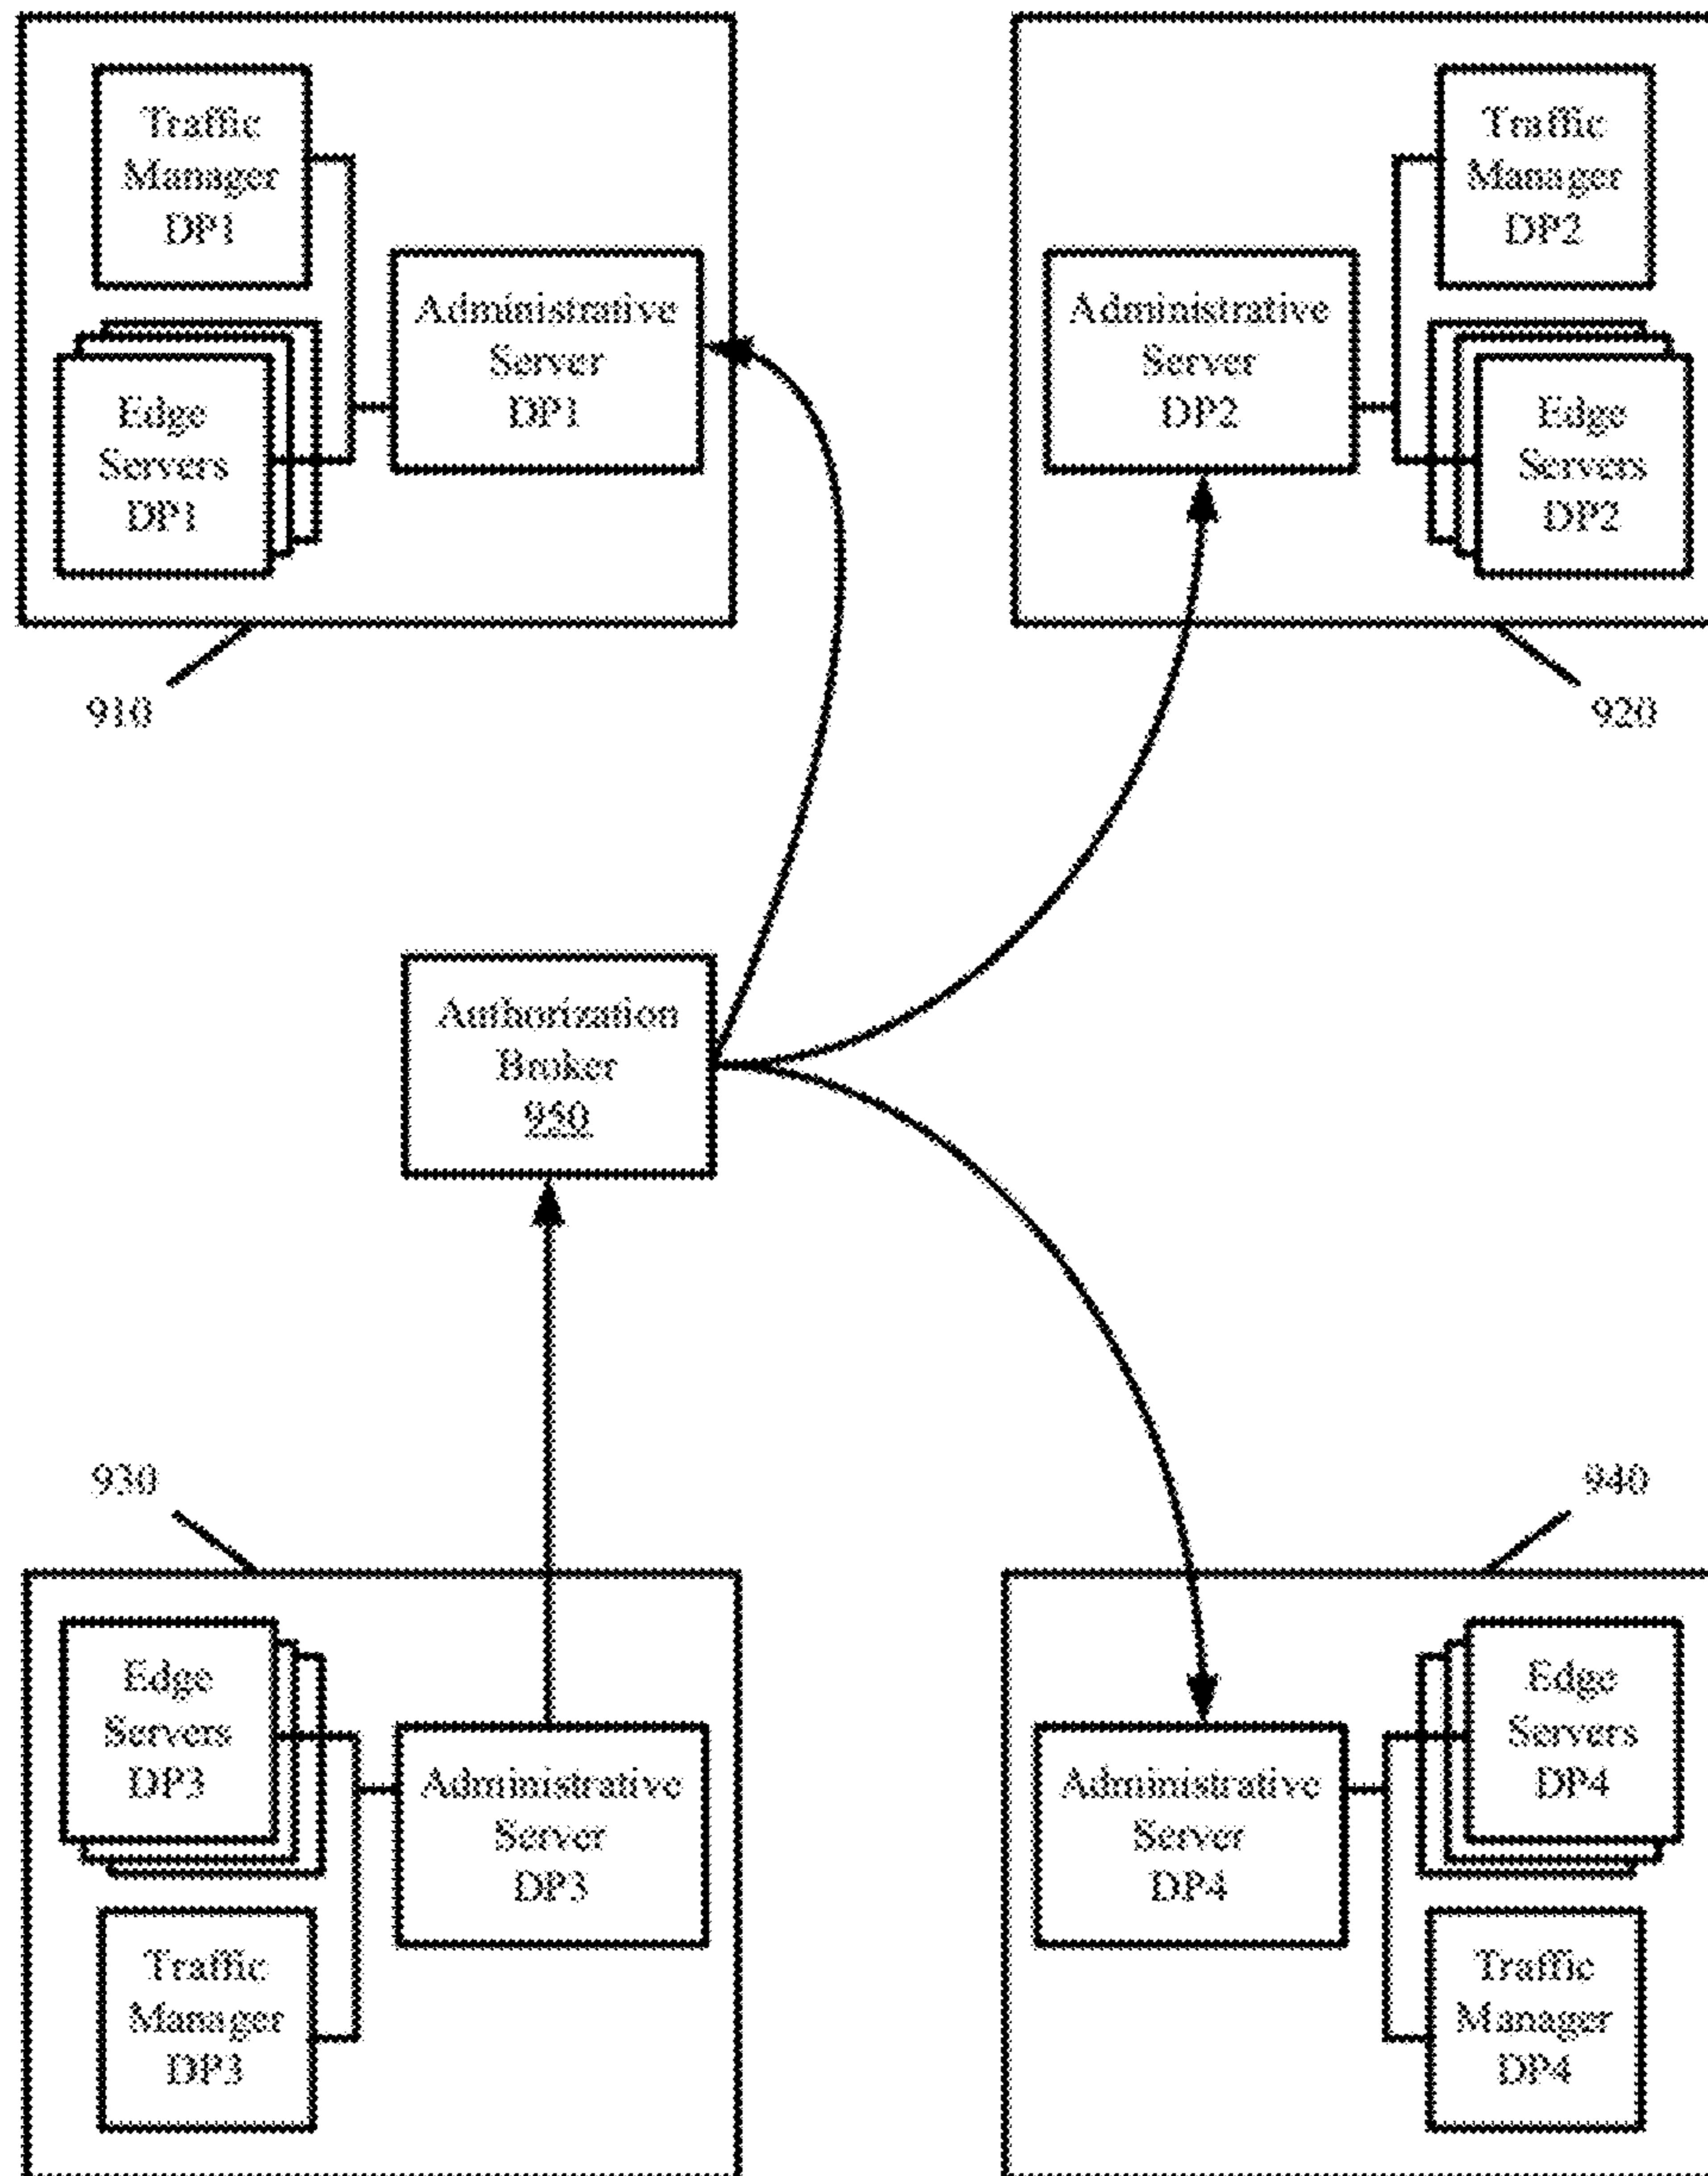 Traffic
Manager
DP1
Administrative
Server
DP1
Edge
Servers
DP1
910
Traffic
Manager
DP2
Administrative
Server
DP2
Edge
Servers
DP2
920
Authorization
Broker
950
930
Edge
Servers
DP3
Administrative
Server
DP3
Traffic
Manager
DP3
940
Edge
Servers
DP4
Administrative
Server
DP4
Traffic
Manager
DP4